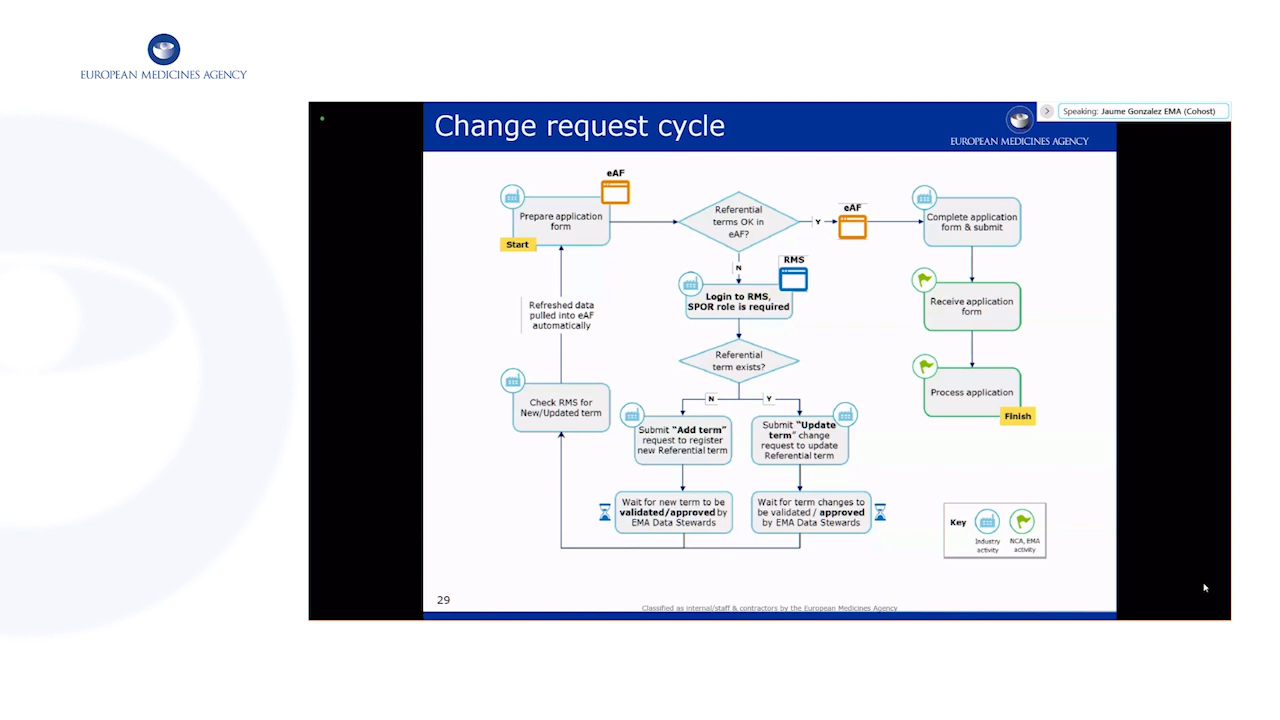 EUROPEAN MEDICINES AGENCY
Speaking: Jaume Gonzalez EMA (Cohost)
Change request cycle
EUROPEAN MEDICINES AGENCY
eAF
Prepare application
form
Start
Referential
terms OK in
eAF?
Y
eAF
Complete application
form & submit
N
RMS
Login to RMS,
SPOR role is required
Receive application
form
Refreshed data
pulled into eAF
automatically
Referential
term exists?
Process application
Finish
N
Y
Check RMS for
New/Updated term
Submit "Add term"
request to register
new Referential term
Submit "Update
term" change
request to update
Referential term
Wait for new term to be
validated/approved by
EMA Data Stewards
Wait for term changes to
be validated / approved
by EMA Data Stewards
Key
Industry
activity
NCA, EMA
activity
29
Classified as internal/staff & contractors by the European Medicines Agency